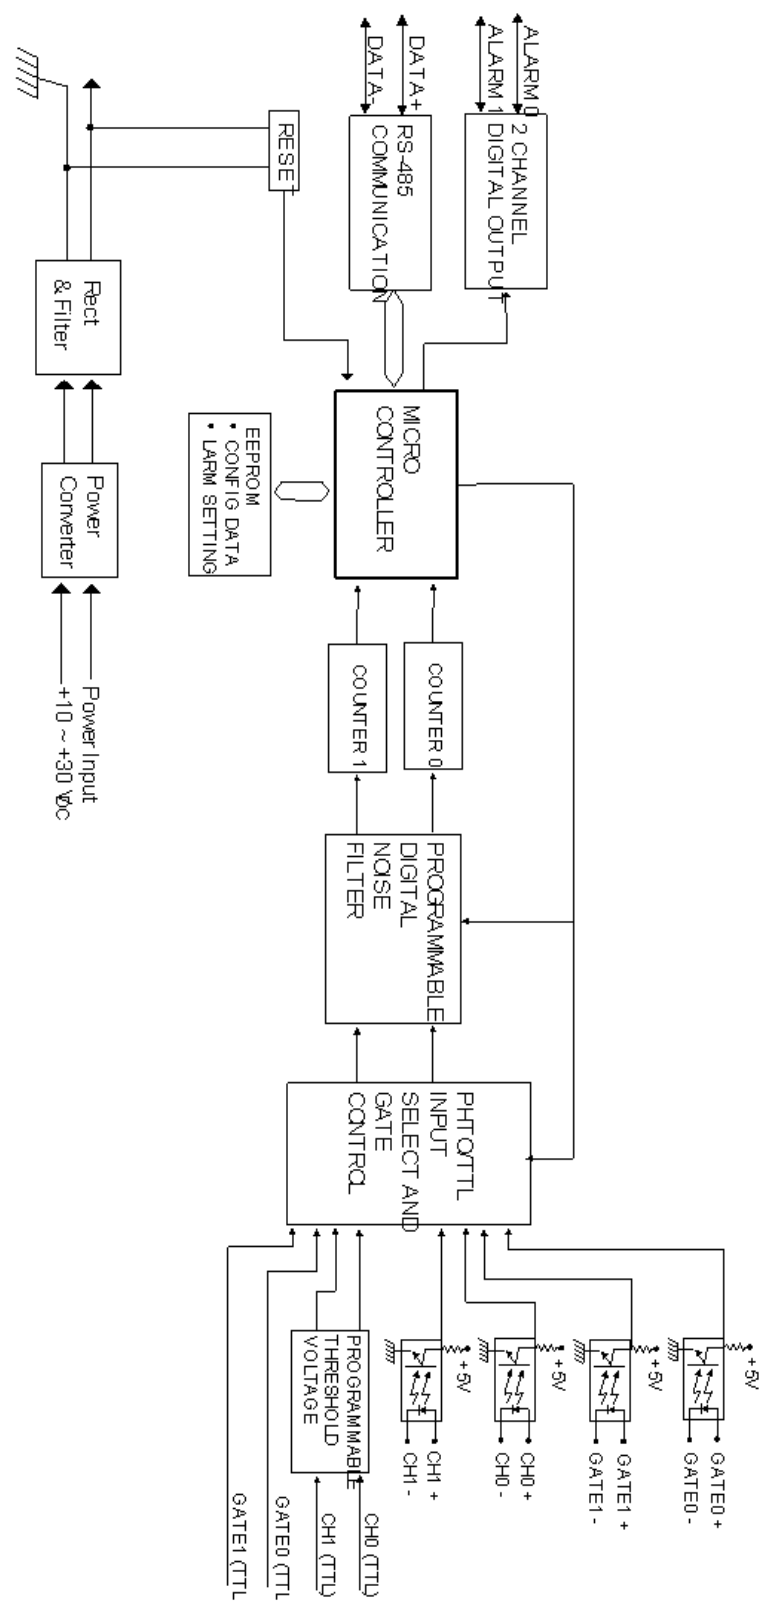 ALARM 0
ALARM 1
2 CHANNEL
DIGITAL OUTPUT
DATA+
DATA-
RS-485
COMMUNICATION
RESET
Rect
& Filter
Power
Converter
Power Input
+10 ~ +30 Vdc
MICRO
CONTROLLER
EEPROM
• CONFIG DATA
• LARM SETTING
COUNTER 0
COUNTER 1
PROGRAMMABLE
DIGITAL
NOISE
FILTER
PHTO/TTL
INPUT
SELECT AND
GATE
CONTROL
+5V
GATE0 +
GATE0 -
+5V
GATE1 +
GATE1 -
+5V
CH0 +
CH0 -
+5V
CH1 +
CH1 -
PROGRAMMABLE
THRESHOLD
VOLTAGE
CH0 (TTL)
CH1 (TTL)
GATE0 (TTL
GATE1 (TTL